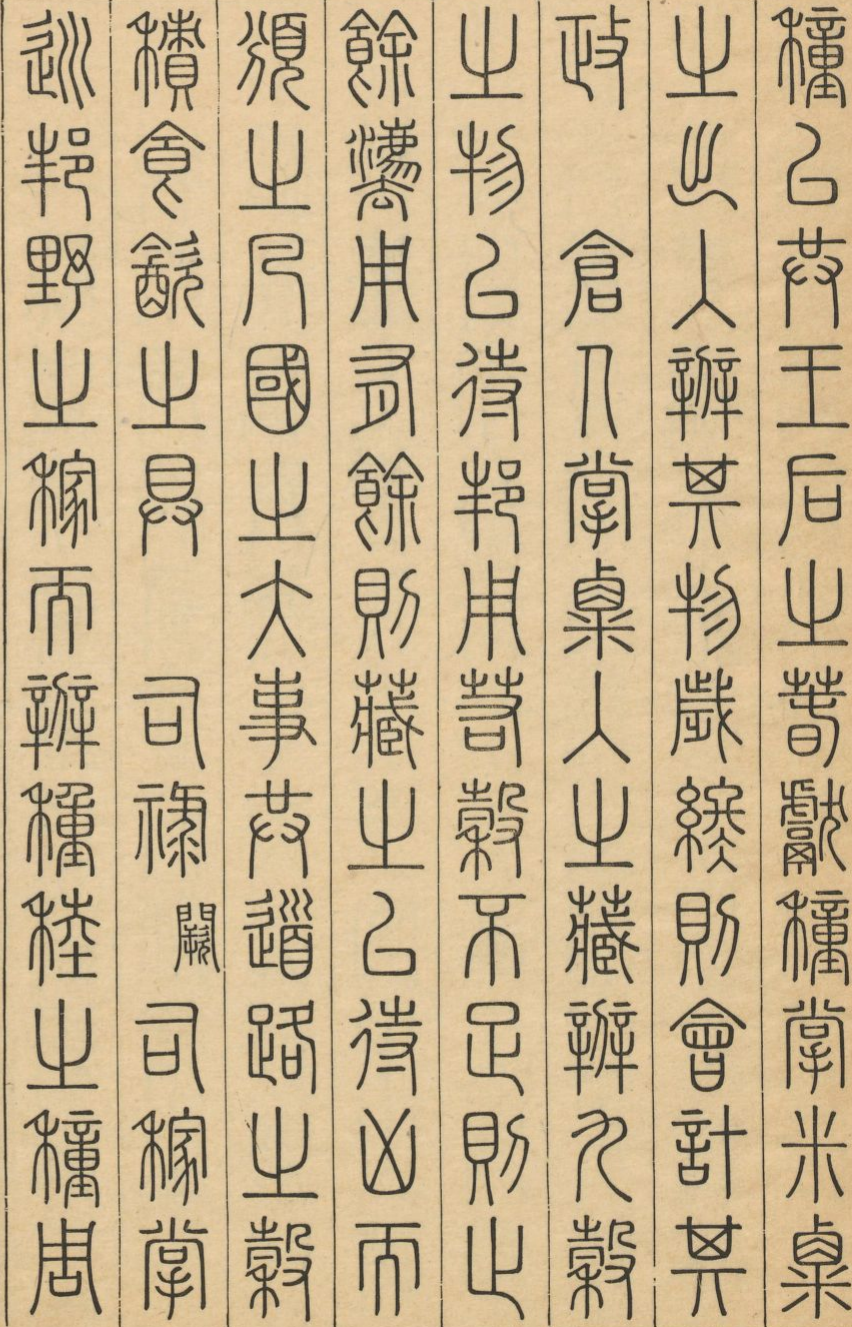 穜以共王后之春獻穜掌米粟
之出入辨其物歲終則會計其
政 倉人掌粟入之藏辨九穀
之物以待邦用若穀不足則止
餘灋用有餘則藏之以待凶而
頒之凡國之大事共道路之穀
積食飲之具 司祿闕司稼掌
巡邦野之稼而辨種稑之穜周